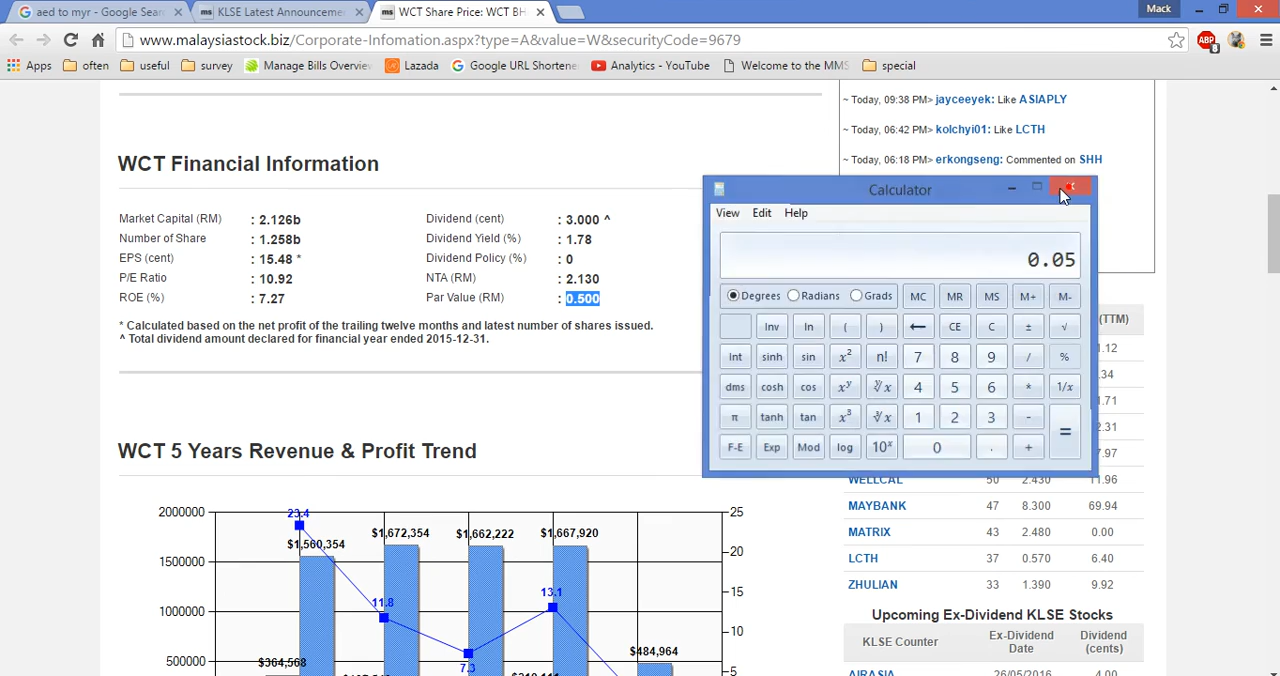 aed to myr - Google Sear
KLSE Latest Announceme
WCT Share Price: WCT BH
Mack
www.malaysiastock.biz/Corporate-Infomation.aspx?type=A&value=W&securityCode=9679
Apps often useful survey Manage Bills Overvie Lazada Google URL Shortene Analytics - YouTube Welcome to the MMS special
~ Today, 09:38 PM> jayceeyek: Like ASIAPLY
~ Today, 06:42 PM> kolchyi01: Like LCTH
~ Today, 06:18 PM> erkongseng: Commented on SHH
WCT Financial Information
Market Capital (RM) : 2.126b Dividend (cent) : 3.000 ^
Number of Share : 1.258b Dividend Yield (%) : 1.78
EPS (cent) : 15.48 * Dividend Policy (%) : 0
P/E Ratio : 10.92 NTA (RM) : 2.130
ROE (%) : 7.27 Par Value (RM) : 0.500
* Calculated based on the net profit of the trailing twelve months and latest number of shares issued.
^ Total dividend amount declared for financial year ended 2015-12-31.
Calculator
View Edit Help
0.05
Degrees Radians Grads MC MR MS M+ M-
Inv ln ( ) ← CE C ± √
Int sinh sin x² n! 7 8 9 / %
dms cosh cos xʸ ʸ√x 4 5 6 * 1/x
π tanh tan x³ ³√x 1 2 3 - =
F-E Exp Mod log 10ˣ 0 . +
(TTM)
1.12
.34
1.71
2.31
7.97
WELLCAL 50 2.430 11.96
MAYBANK 47 8.300 69.94
MATRIX 43 2.480 0.00
LCTH 37 0.570 6.40
ZHULIAN 33 1.390 9.92
Upcoming Ex-Dividend KLSE Stocks
KLSE Counter Ex-Dividend Date Dividend (cents)
AIRASIA 26/05/2016 4.00
WCT 5 Years Revenue & Profit Trend
2000000
1500000
1000000
500000
25
20
15
10
5
23.4
11.8
7.3
13.1
$364,568
$1,560,354
$1,672,354
$1,662,222
$1,667,920
$484,964